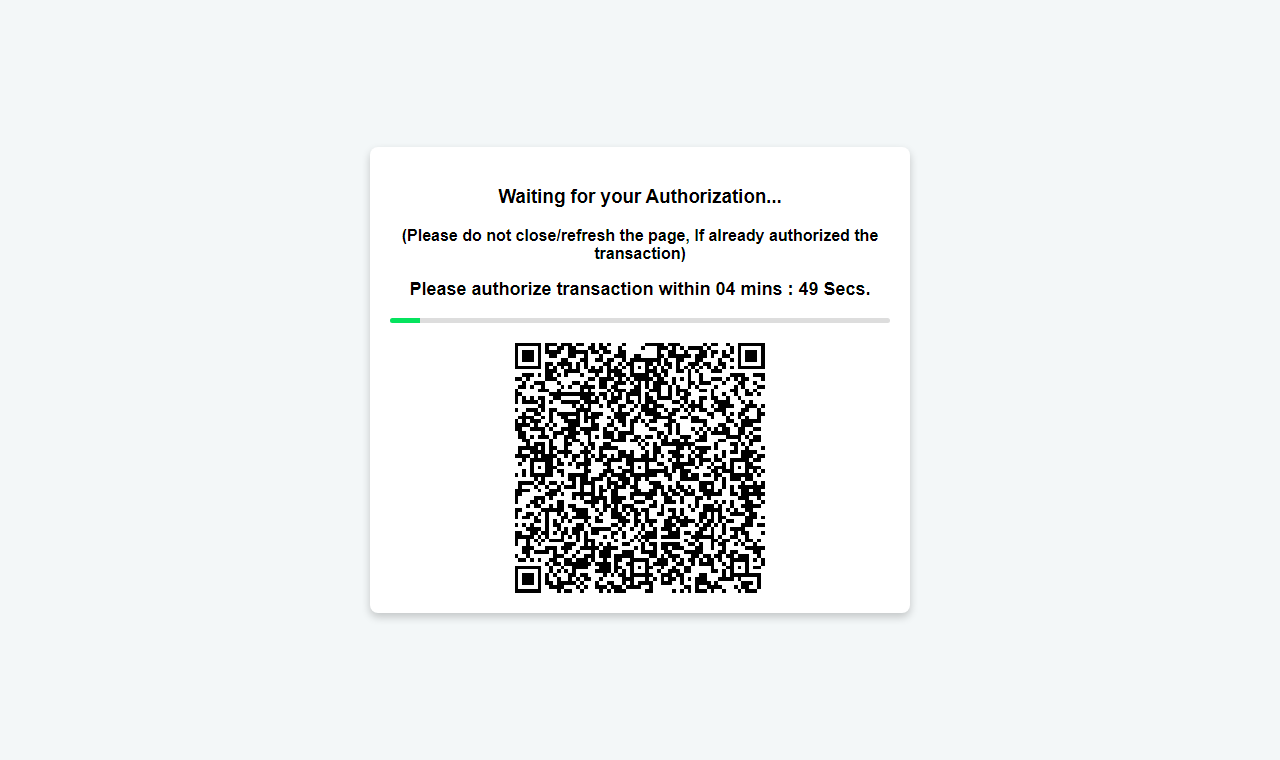 Waiting for your Authorization...
(Please do not close/refresh the page, If already authorized the
transaction)
Please authorize transaction within 04 mins : 49 Secs.